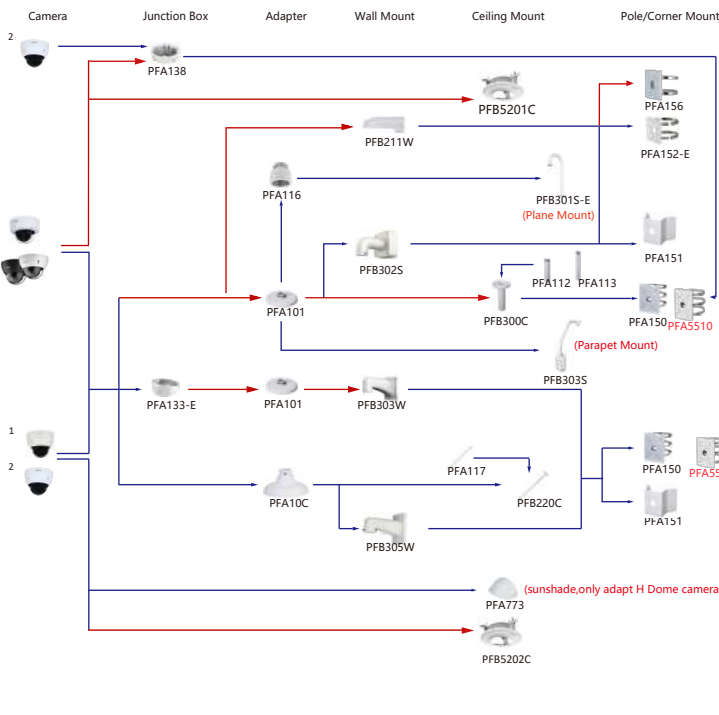 Camera Junction Box Adapter Wall Mount Ceiling Mount Pole/Corner Mount
2
PFA138
PFB5201C
PFA156
PFB211W
PFA152-E
PFA116
PFB301S-E
(Plane Mount)
PFB302S
PFA151
PFA112 PFA113
PFA101
PFB300C
PFA150 PFA5510
(Parapet Mount)
PFB303S
PFA133-E
PFA101
PFB303W
1
2
PFA117
PFA150
PFA10C
PFB220C
PFA151
PFB305W
(sunshade,only adapt H Dome camera
PFA773
PFB5202C